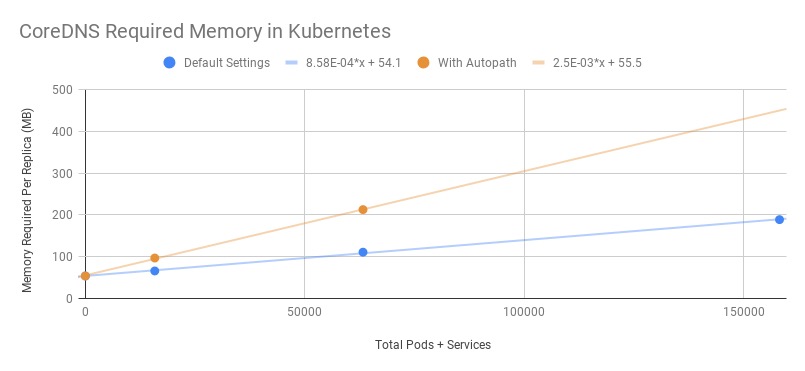 CoreDNS Required Memory in Kubernetes
Default Settings 8.58E-04*x + 54.1 With Autopath 2.5E-03*x + 55.5
Memory Required Per Replica (MB)
500
400
300
200
100
0
0 50000 100000 150000
Total Pods + Services